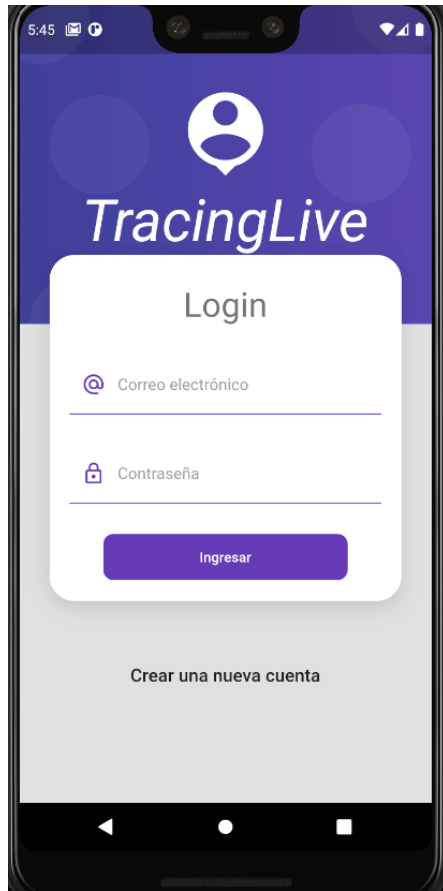 5:45
TracingLive
Login
Correo electrónico
Contraseña
Ingresar
Crear una nueva cuenta